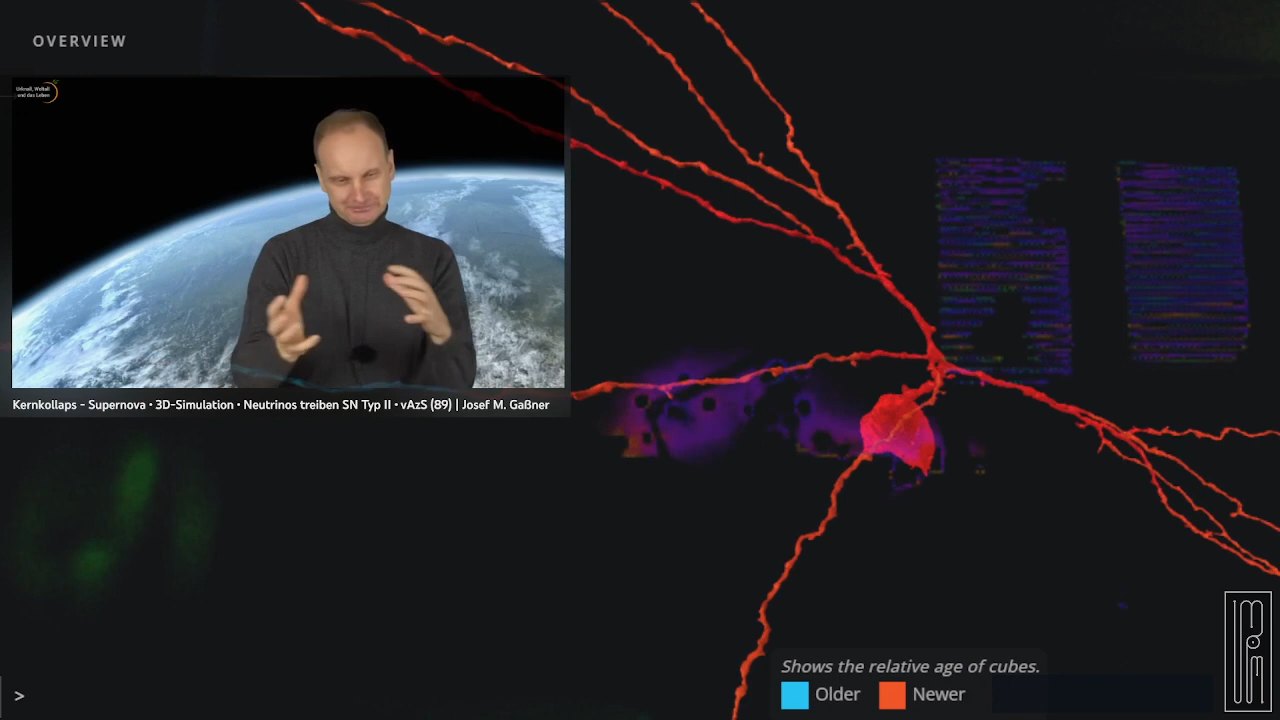 OVERVIEW
Urknall, Weltall
und das Leben
Kernkollaps - Supernova • 3D-Simulation • Neutrinos treiben SN Typ II • vAzS (89) | Josef M. Gaßner
Shows the relative age of cubes.
Older Newer
>